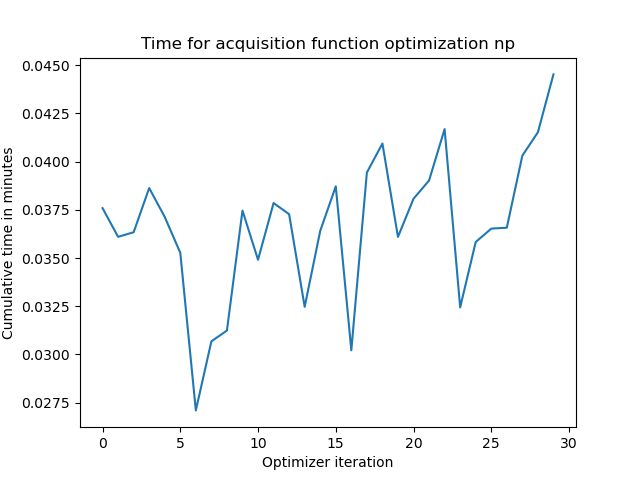 Time for acquisition function optimization np
0.0450
0.0425
0.0400
0.0375
0.0350
0.0325
0.0300
0.0275
Cumulative time in minutes
0 5 10 15 20 25 30
Optimizer iteration